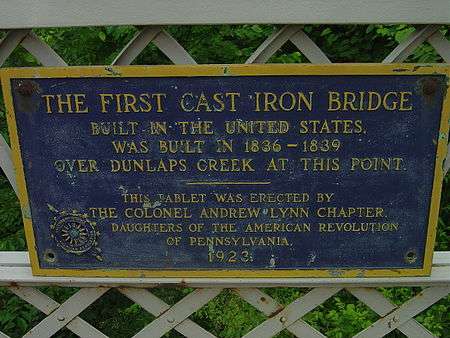 THE FIRST CAST IRON BRIDGE
BUILT IN THE UNITED STATES,
WAS BUILT IN 1836-1839
OVER DUNLAPS CREEK AT THIS POINT.
THIS TABLET WAS ERECTED BY
THE COLONEL ANDREW LYNN CHAPTER,
DAUGHTERS OF THE AMERICAN REVOLUTION
OF PENNSYLVANIA,
1923.